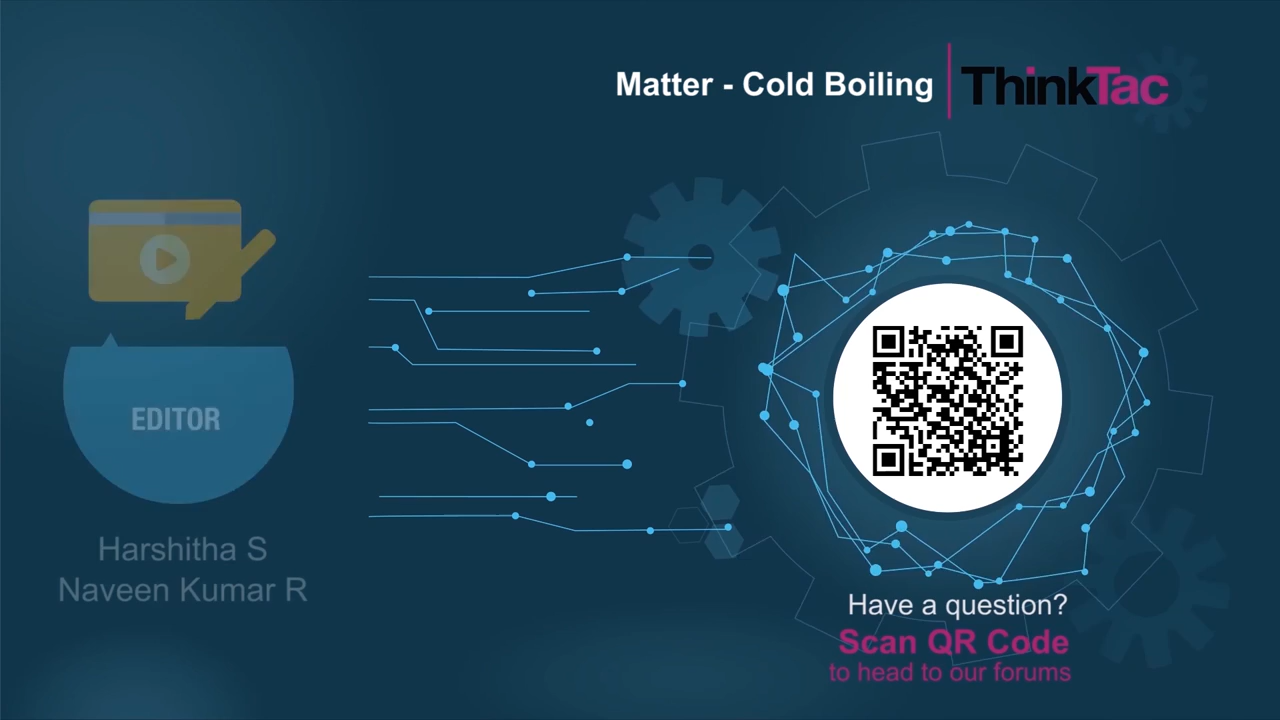 Matter - Cold Boiling
ThinkTac
EDITOR
Harshitha S
Naveen Kumar R
Have a question?
Scan QR Code
to head to our forums